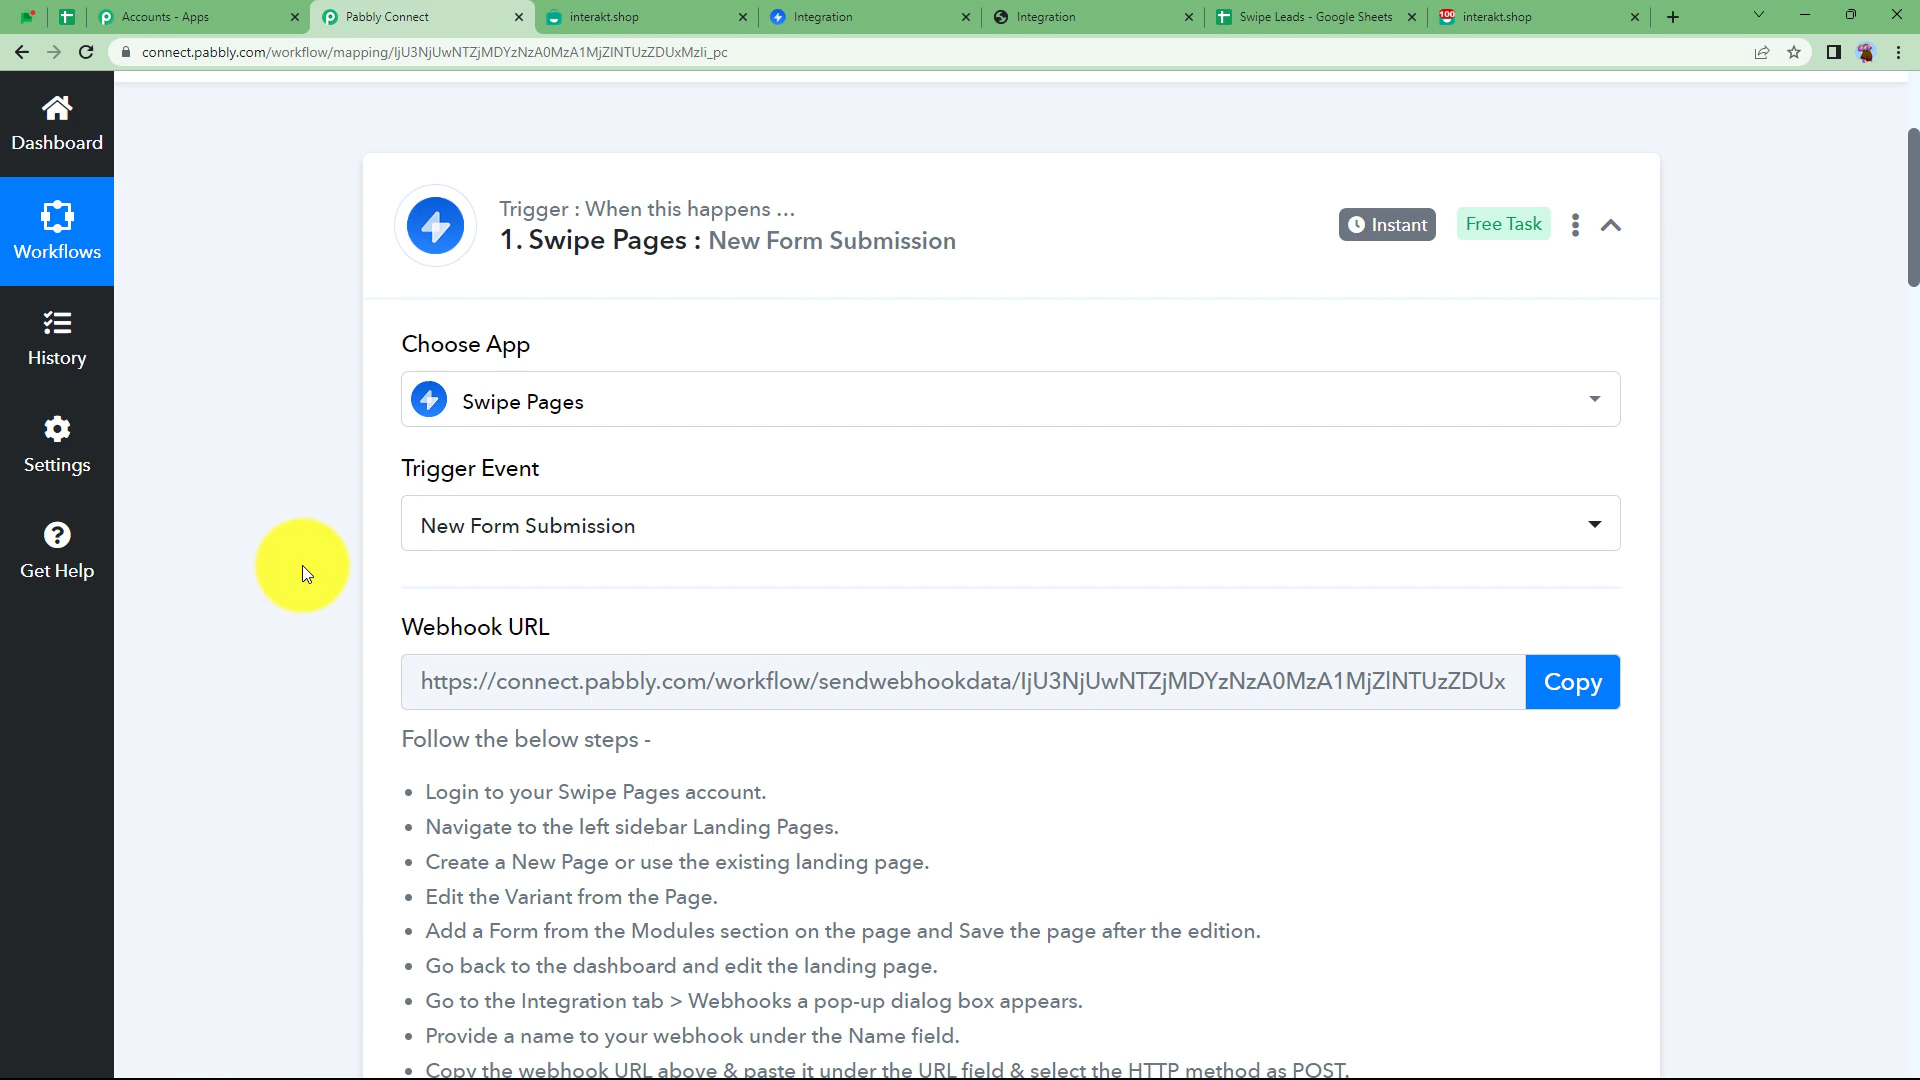 Accounts - Apps
Pabbly Connect
interakt.shop
Integration
Integration
Swipe Leads - Google Sheets
100
interakt.shop
connect.pabbly.com/workflow/mapping/IjU3NjUwNTZjMDYzNzA0MzA1MjZlNTUzZDUxMzIi_pc
Dashboard
Workflows
History
Settings
Get Help
Trigger : When this happens ...
1. Swipe Pages : New Form Submission
Instant
Free Task
Choose App
Swipe Pages
Trigger Event
New Form Submission
Webhook URL
https://connect.pabbly.com/workflow/sendwebhookdata/IjU3NjUwNTZjMDYzNzA0MzA1MjZlNTUzZDUx
Copy
Follow the below steps -
• Login to your Swipe Pages account.
• Navigate to the left sidebar Landing Pages.
• Create a New Page or use the existing landing page.
• Edit the Variant from the Page.
• Add a Form from the Modules section on the page and Save the page after the edition.
• Go back to the dashboard and edit the landing page.
• Go to the Integration tab > Webhooks a pop-up dialog box appears.
• Provide a name to your webhook under the Name field.
• Copy the webhook URL above & paste it under the URL field & select the HTTP method as POST.